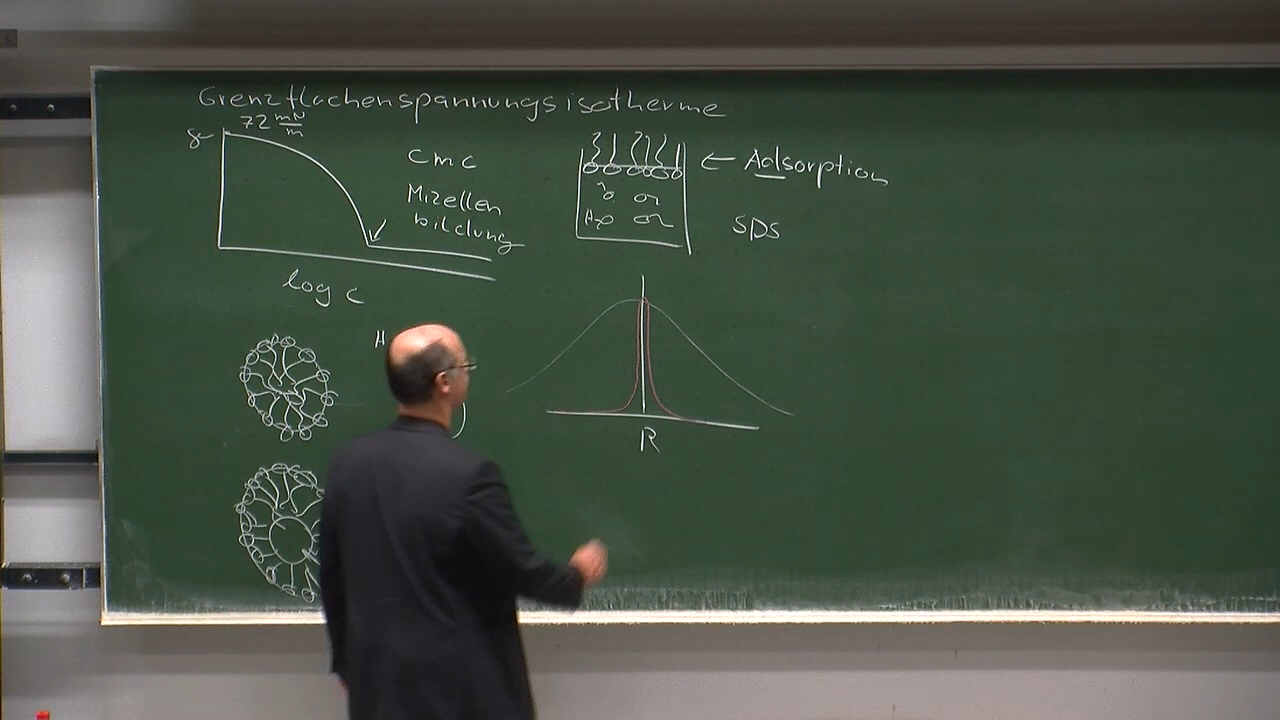 Grenzflächenspannungsisotherme
72 mN/m
γ
cmc
Mizellen
bildung
log c
← Adsorption
SDS
H
R